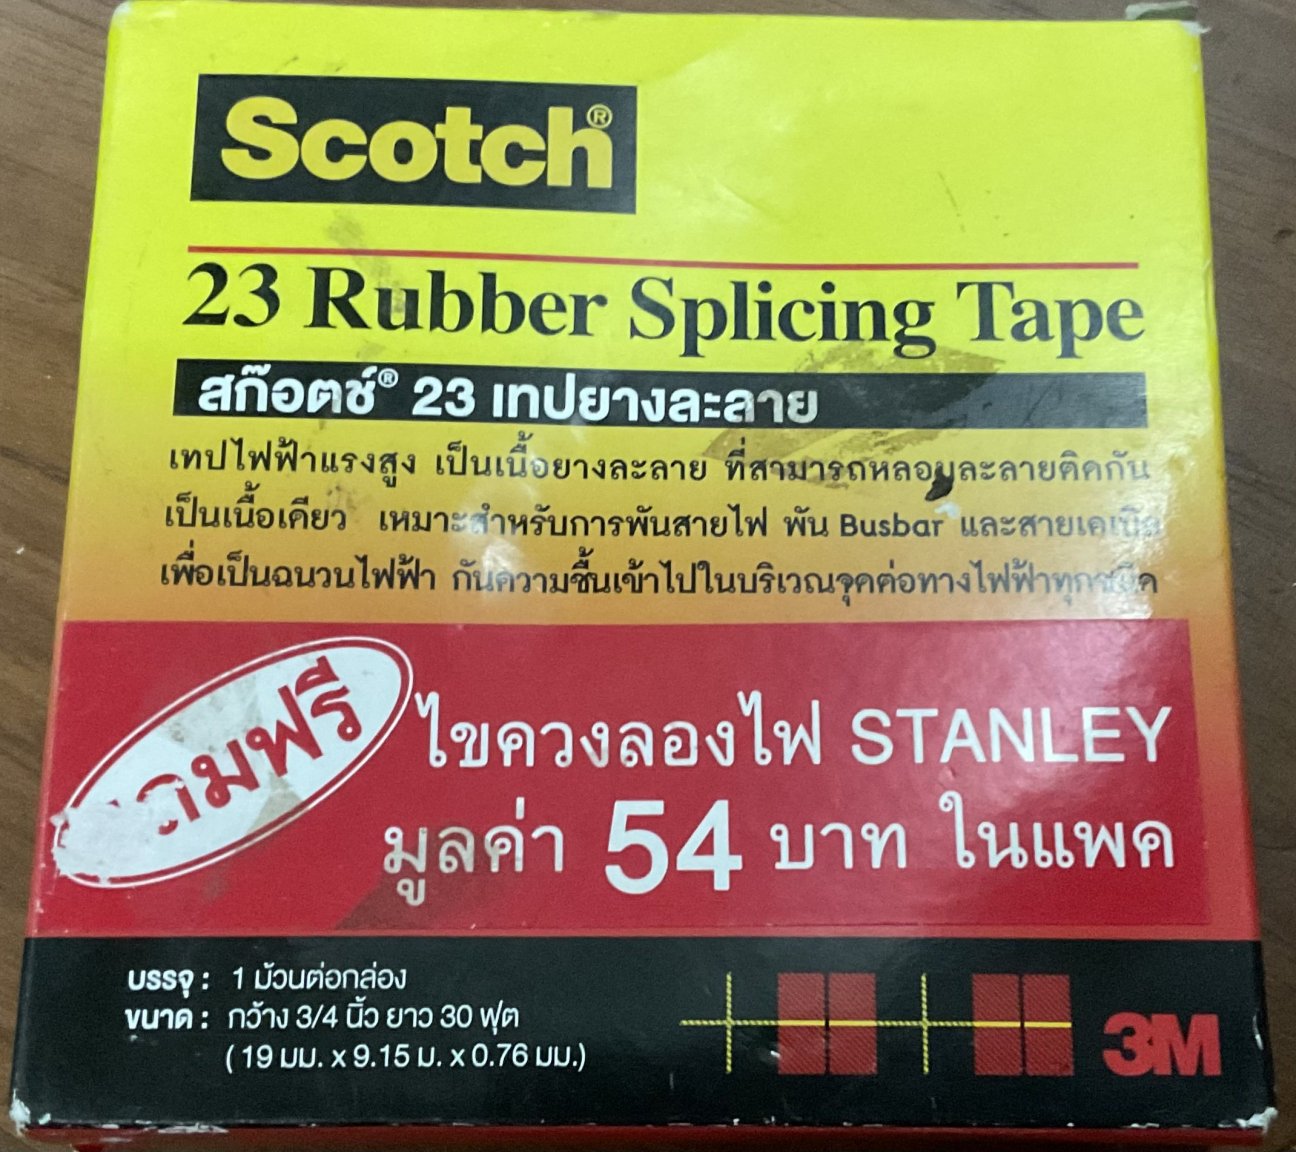 Scotch®
23 Rubber Splicing Tape
สก๊อตช์® 23 เทปยางละลาย
เทปไฟฟ้าแรงสูง เป็นเนื้อยางละลาย ที่สามารถหลอมละลายติดกัน
เป็นเนื้อเดียว เหมาะสำหรับการพันสายไฟ พัน Busbar และสายเคเบิล
เพื่อเป็นฉนวนไฟฟ้า กันความชื้นเข้าไปในบริเวณจุดต่อทางไฟฟ้าทุกชนิด
แถมฟรี
ไขควงลองไฟ STANLEY
มูลค่า 54 บาท ในแพค
บรรจุ : 1 ม้วนต่อกล่อง
ขนาด : กว้าง 3/4 นิ้ว ยาว 30 ฟุต
( 19 มม. x 9.15 ม. x 0.76 มม.)
3M